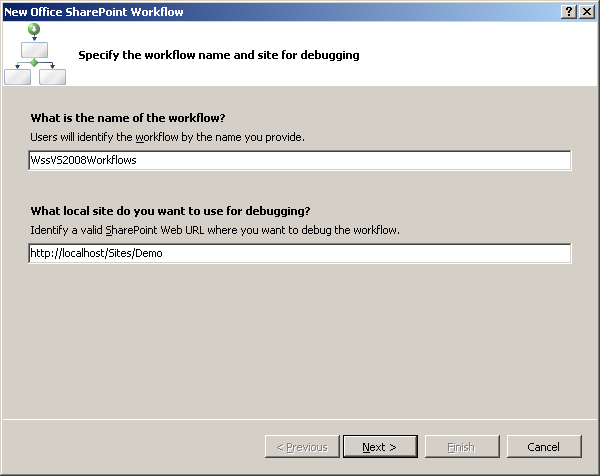 New Office SharePoint Workflow
Specify the workflow name and site for debugging
What is the name of the workflow?
Users will identify the workflow by the name you provide.
WssVS2008Workflows
What local site do you want to use for debugging?
Identify a valid SharePoint Web URL where you want to debug the workflow.
http://localhost/Sites/Demo
< Previous Next > Finish Cancel